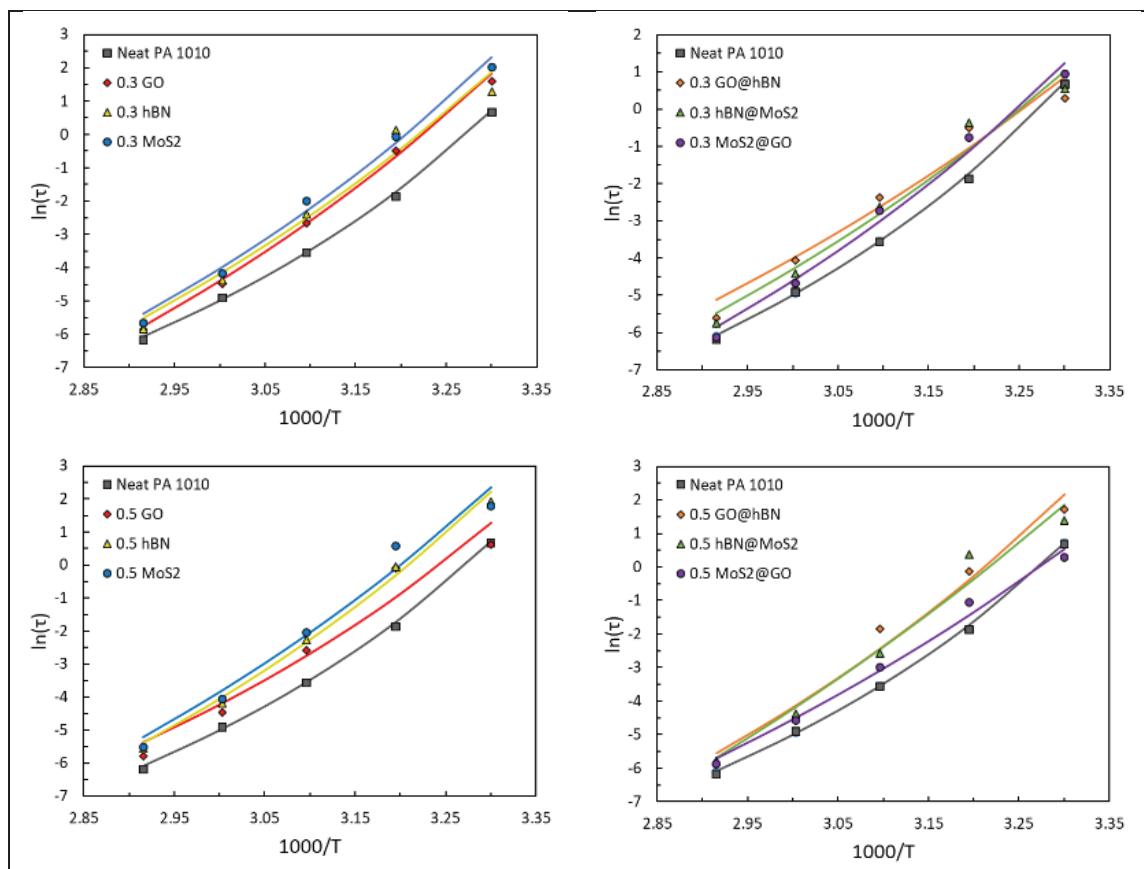 3
2
1
0
-1
-2
-3
-4
-5
-6
-7
ln(τ)
Neat PA 1010
0.3 GO
0.3 hBN
0.3 MoS2
2.85 2.95 3.05 3.15 3.25 3.35
1000/T
2
1
0
-1
-2
-3
-4
-5
-6
-7
ln(τ)
Neat PA 1010
0.3 GO@hBN
0.3 hBN@MoS2
0.3 MoS2@GO
2.85 2.95 3.05 3.15 3.25 3.35
1000/T
3
2
1
0
-1
-2
-3
-4
-5
-6
-7
ln(τ)
Neat PA 1010
0.5 GO
0.5 hBN
0.5 MoS2
2.85 2.95 3.05 3.15 3.25 3.35
1000/T
3
2
1
0
-1
-2
-3
-4
-5
-6
-7
ln(τ)
Neat PA 1010
0.5 GO@hBN
0.5 hBN@MoS2
0.5 MoS2@GO
2.85 2.95 3.05 3.15 3.25 3.35
1000/T